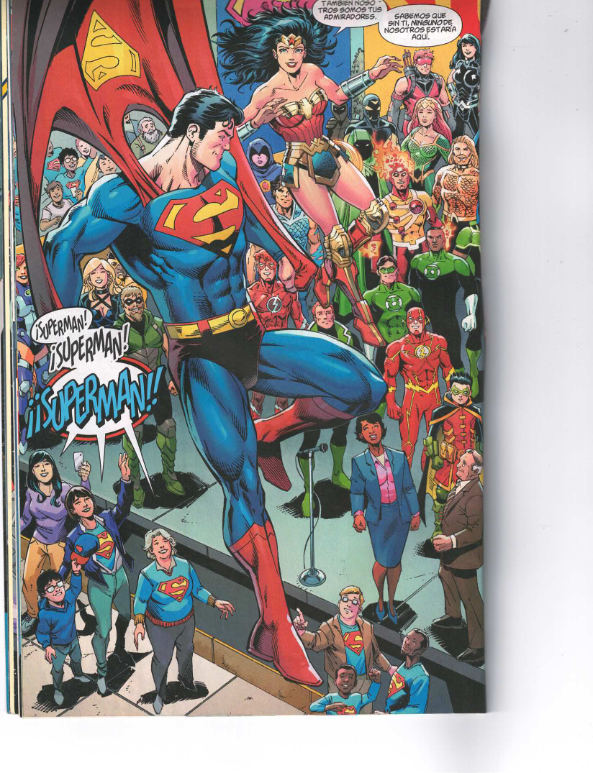 TAMBIÉN NOSO-
TROS SOMOS TUS
ADMIRADORES.
SABEMOS QUE
SIN TI, NINGUNO DE
NOSOTROS ESTARÍA
AQUÍ.
¡SUPERMAN!
¡SUPERMAN!
¡¡SUPERMAN!!